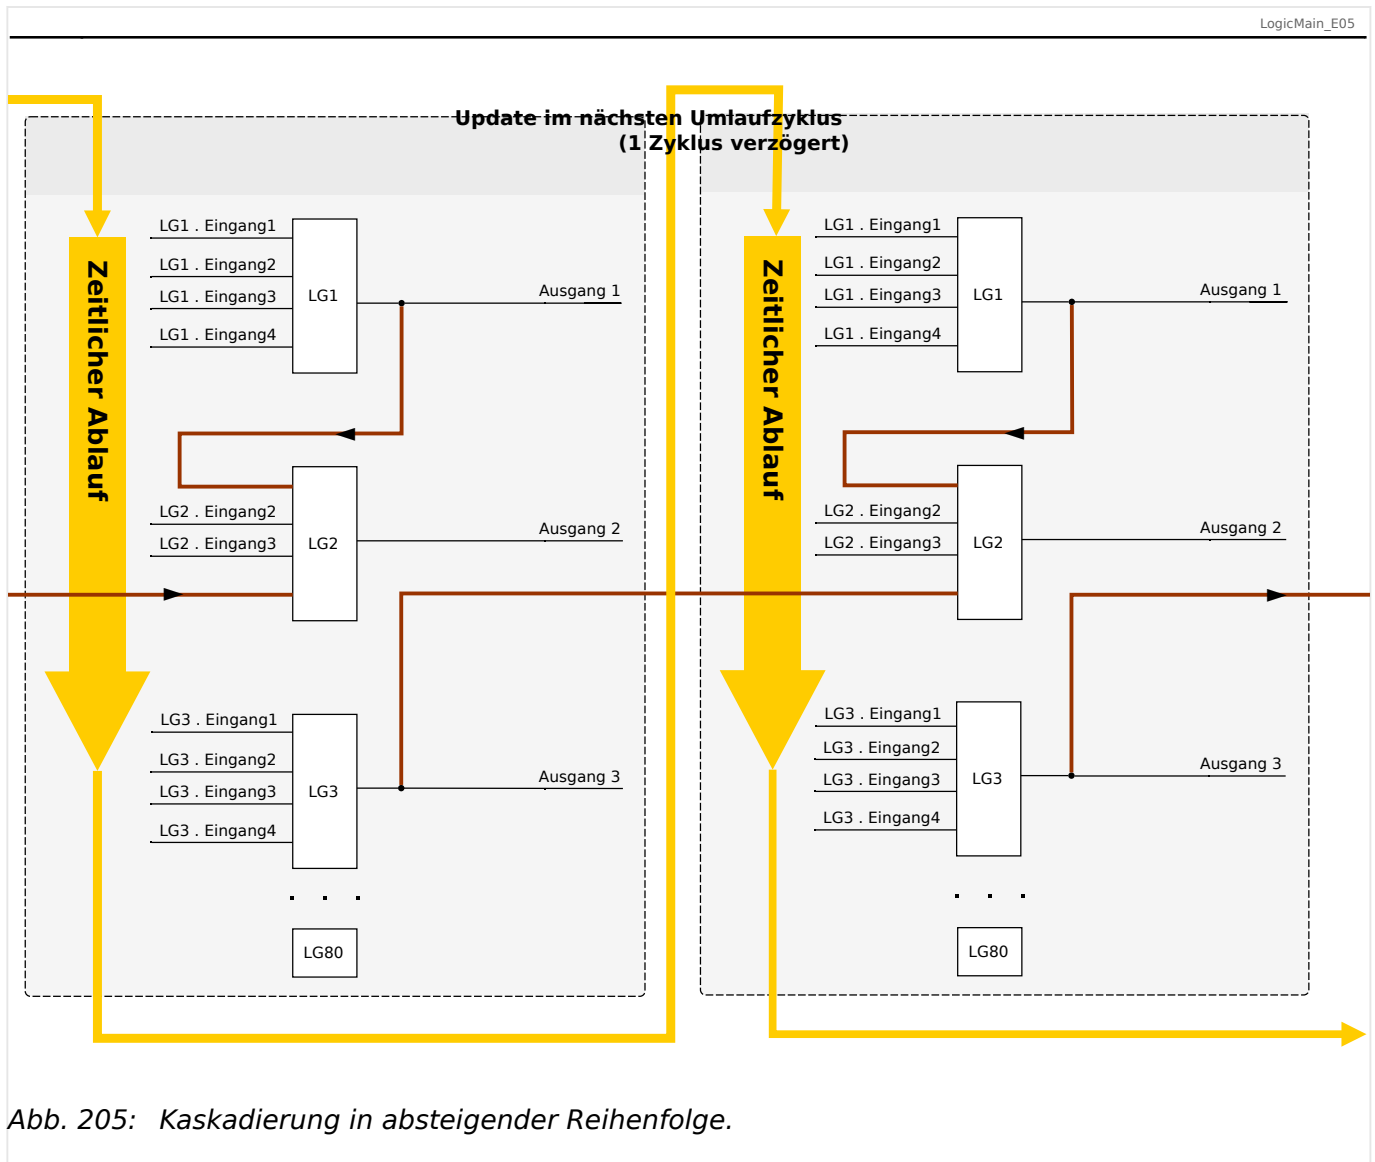 LogicMain_E05
Update im nächsten Umlaufzyklus
(1 Zyklus verzögert)
Zeitlicher Ablauf
LG1 . Eingang1
LG1 . Eingang2
LG1 . Eingang3
LG1 . Eingang4
LG1
Ausgang 1
LG2 . Eingang2
LG2 . Eingang3
LG2
Ausgang 2
LG3 . Eingang1
LG3 . Eingang2
LG3 . Eingang3
LG3 . Eingang4
LG3
Ausgang 3
. . .
LG80
Zeitlicher Ablauf
LG1 . Eingang1
LG1 . Eingang2
LG1 . Eingang3
LG1 . Eingang4
LG1
Ausgang 1
LG2 . Eingang2
LG2 . Eingang3
LG2
Ausgang 2
LG3 . Eingang1
LG3 . Eingang2
LG3 . Eingang3
LG3 . Eingang4
LG3
Ausgang 3
. . .
LG80
Abb. 205: Kaskadierung in absteigender Reihenfolge.